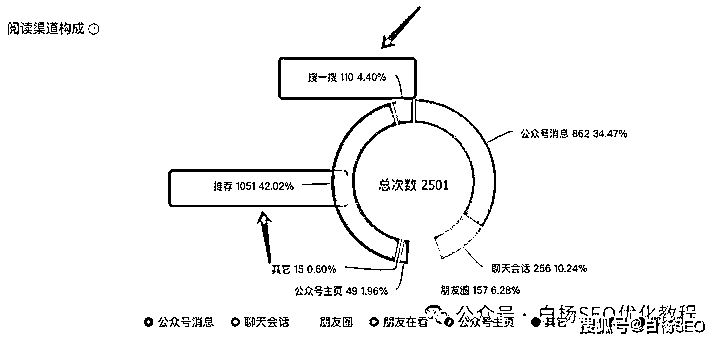 阅读渠道构成
搜一搜 110 4.40%
公众号消息 862 34.47%
推荐 1051 42.02%
总次数 2501
其它 15 0.60%
聊天会话 256 10.24%
公众号主页 49 1.96%
朋友圈 157 6.28%
公众号 · 白杨SEO优化教程
公众号消息 聊天会话 朋友圈 朋友在看 公众号主页 其它
搜狐号@白杨SEO